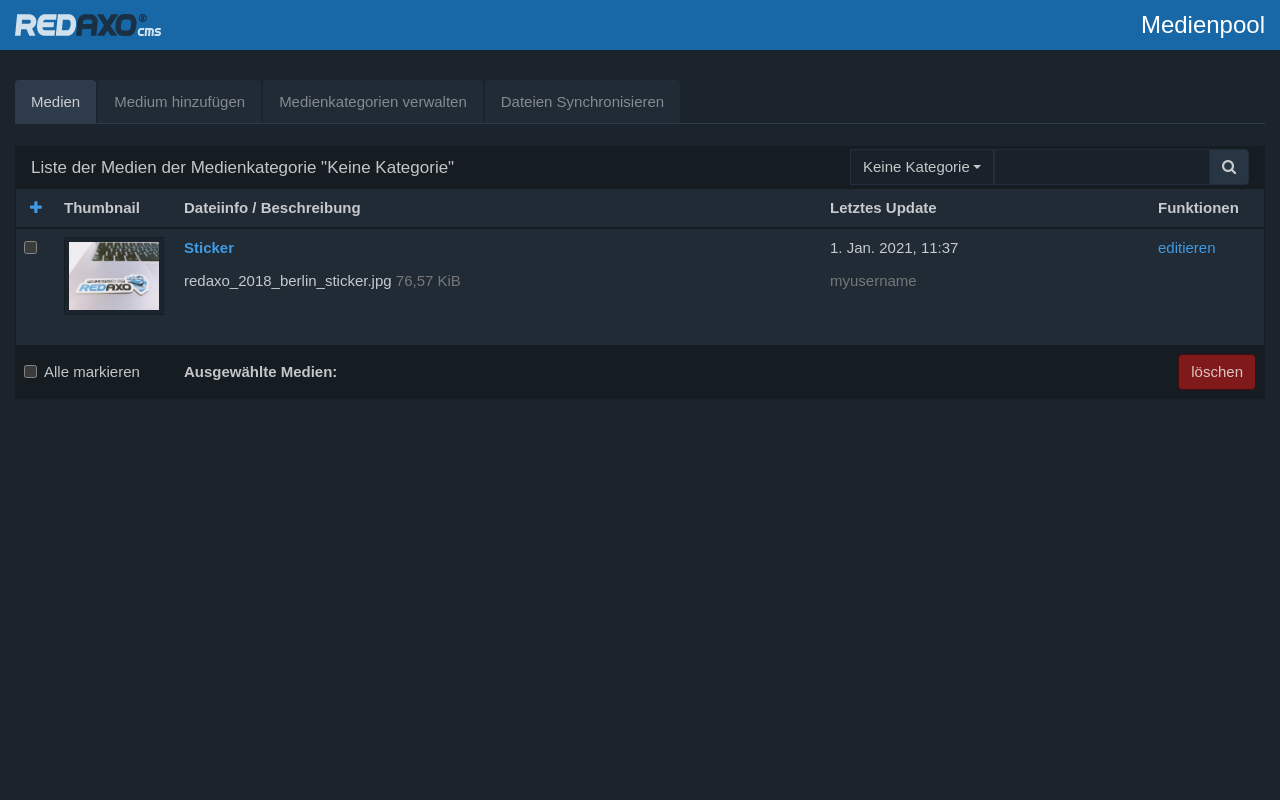 REDAXO® cms
Medienpool
Medien
Medium hinzufügen
Medienkategorien verwalten
Dateien Synchronisieren
Liste der Medien der Medienkategorie "Keine Kategorie"
Keine Kategorie
Thumbnail
Dateiinfo / Beschreibung
Letztes Update
Funktionen
REDAXO
Sticker
1. Jan. 2021, 11:37
editieren
redaxo_2018_berlin_sticker.jpg 76,57 KiB
myusername
Alle markieren
Ausgewählte Medien:
löschen